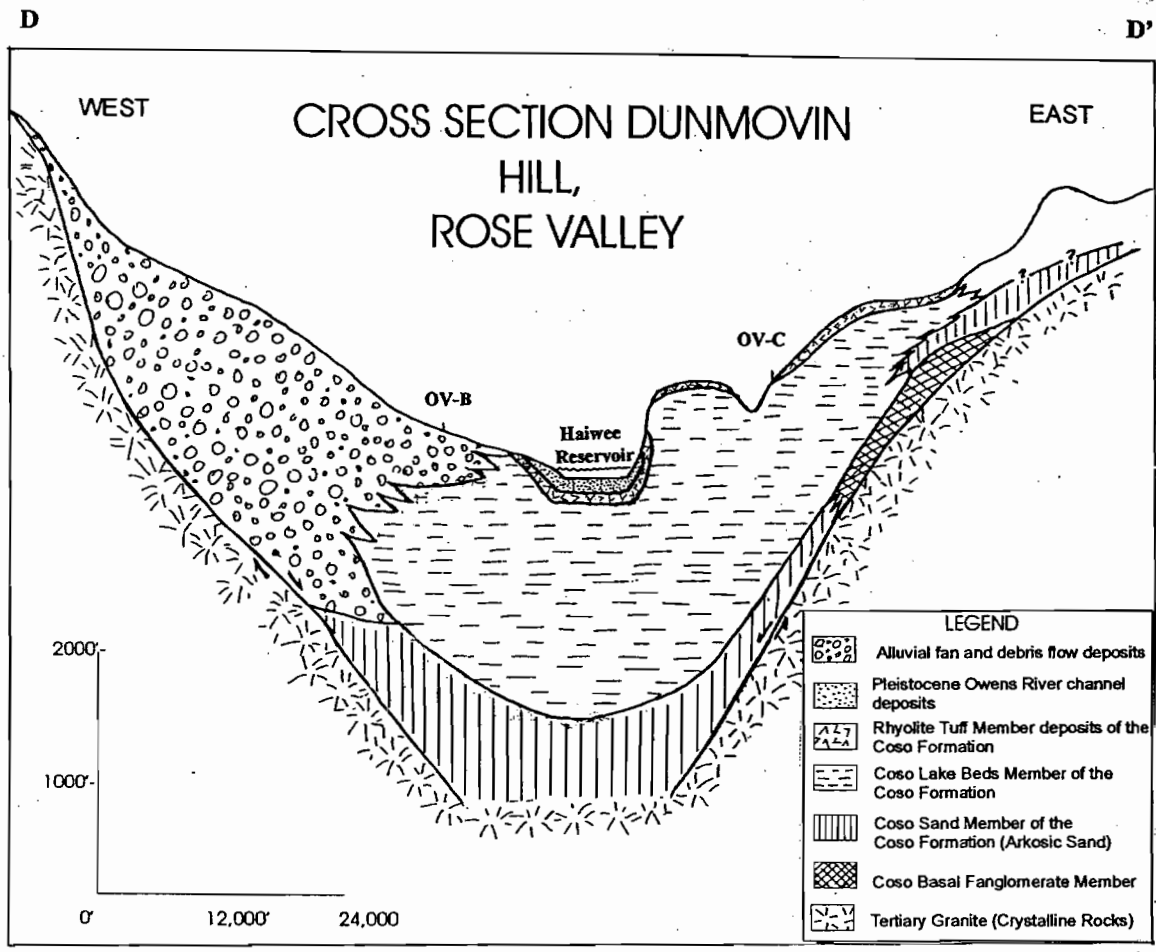 D
D'
WEST
EAST
CROSS SECTION DUNMOVIN
HILL,
ROSE VALLEY
OV-B
OV-C
Haiwee
Reservoir
?
?
2000'-
1000'-
0'
12,000'
24,000
LEGEND
Alluvial fan and debris flow deposits
Pleistocene Owens River channel
deposits
Rhyolite Tuff Member deposits of the
Coso Formation
Coso Lake Beds Member of the
Coso Formation
Coso Sand Member of the
Coso Formation (Arkosic Sand)
Coso Basal Fanglomerate Member
Tertiary Granite (Crystalline Rocks)